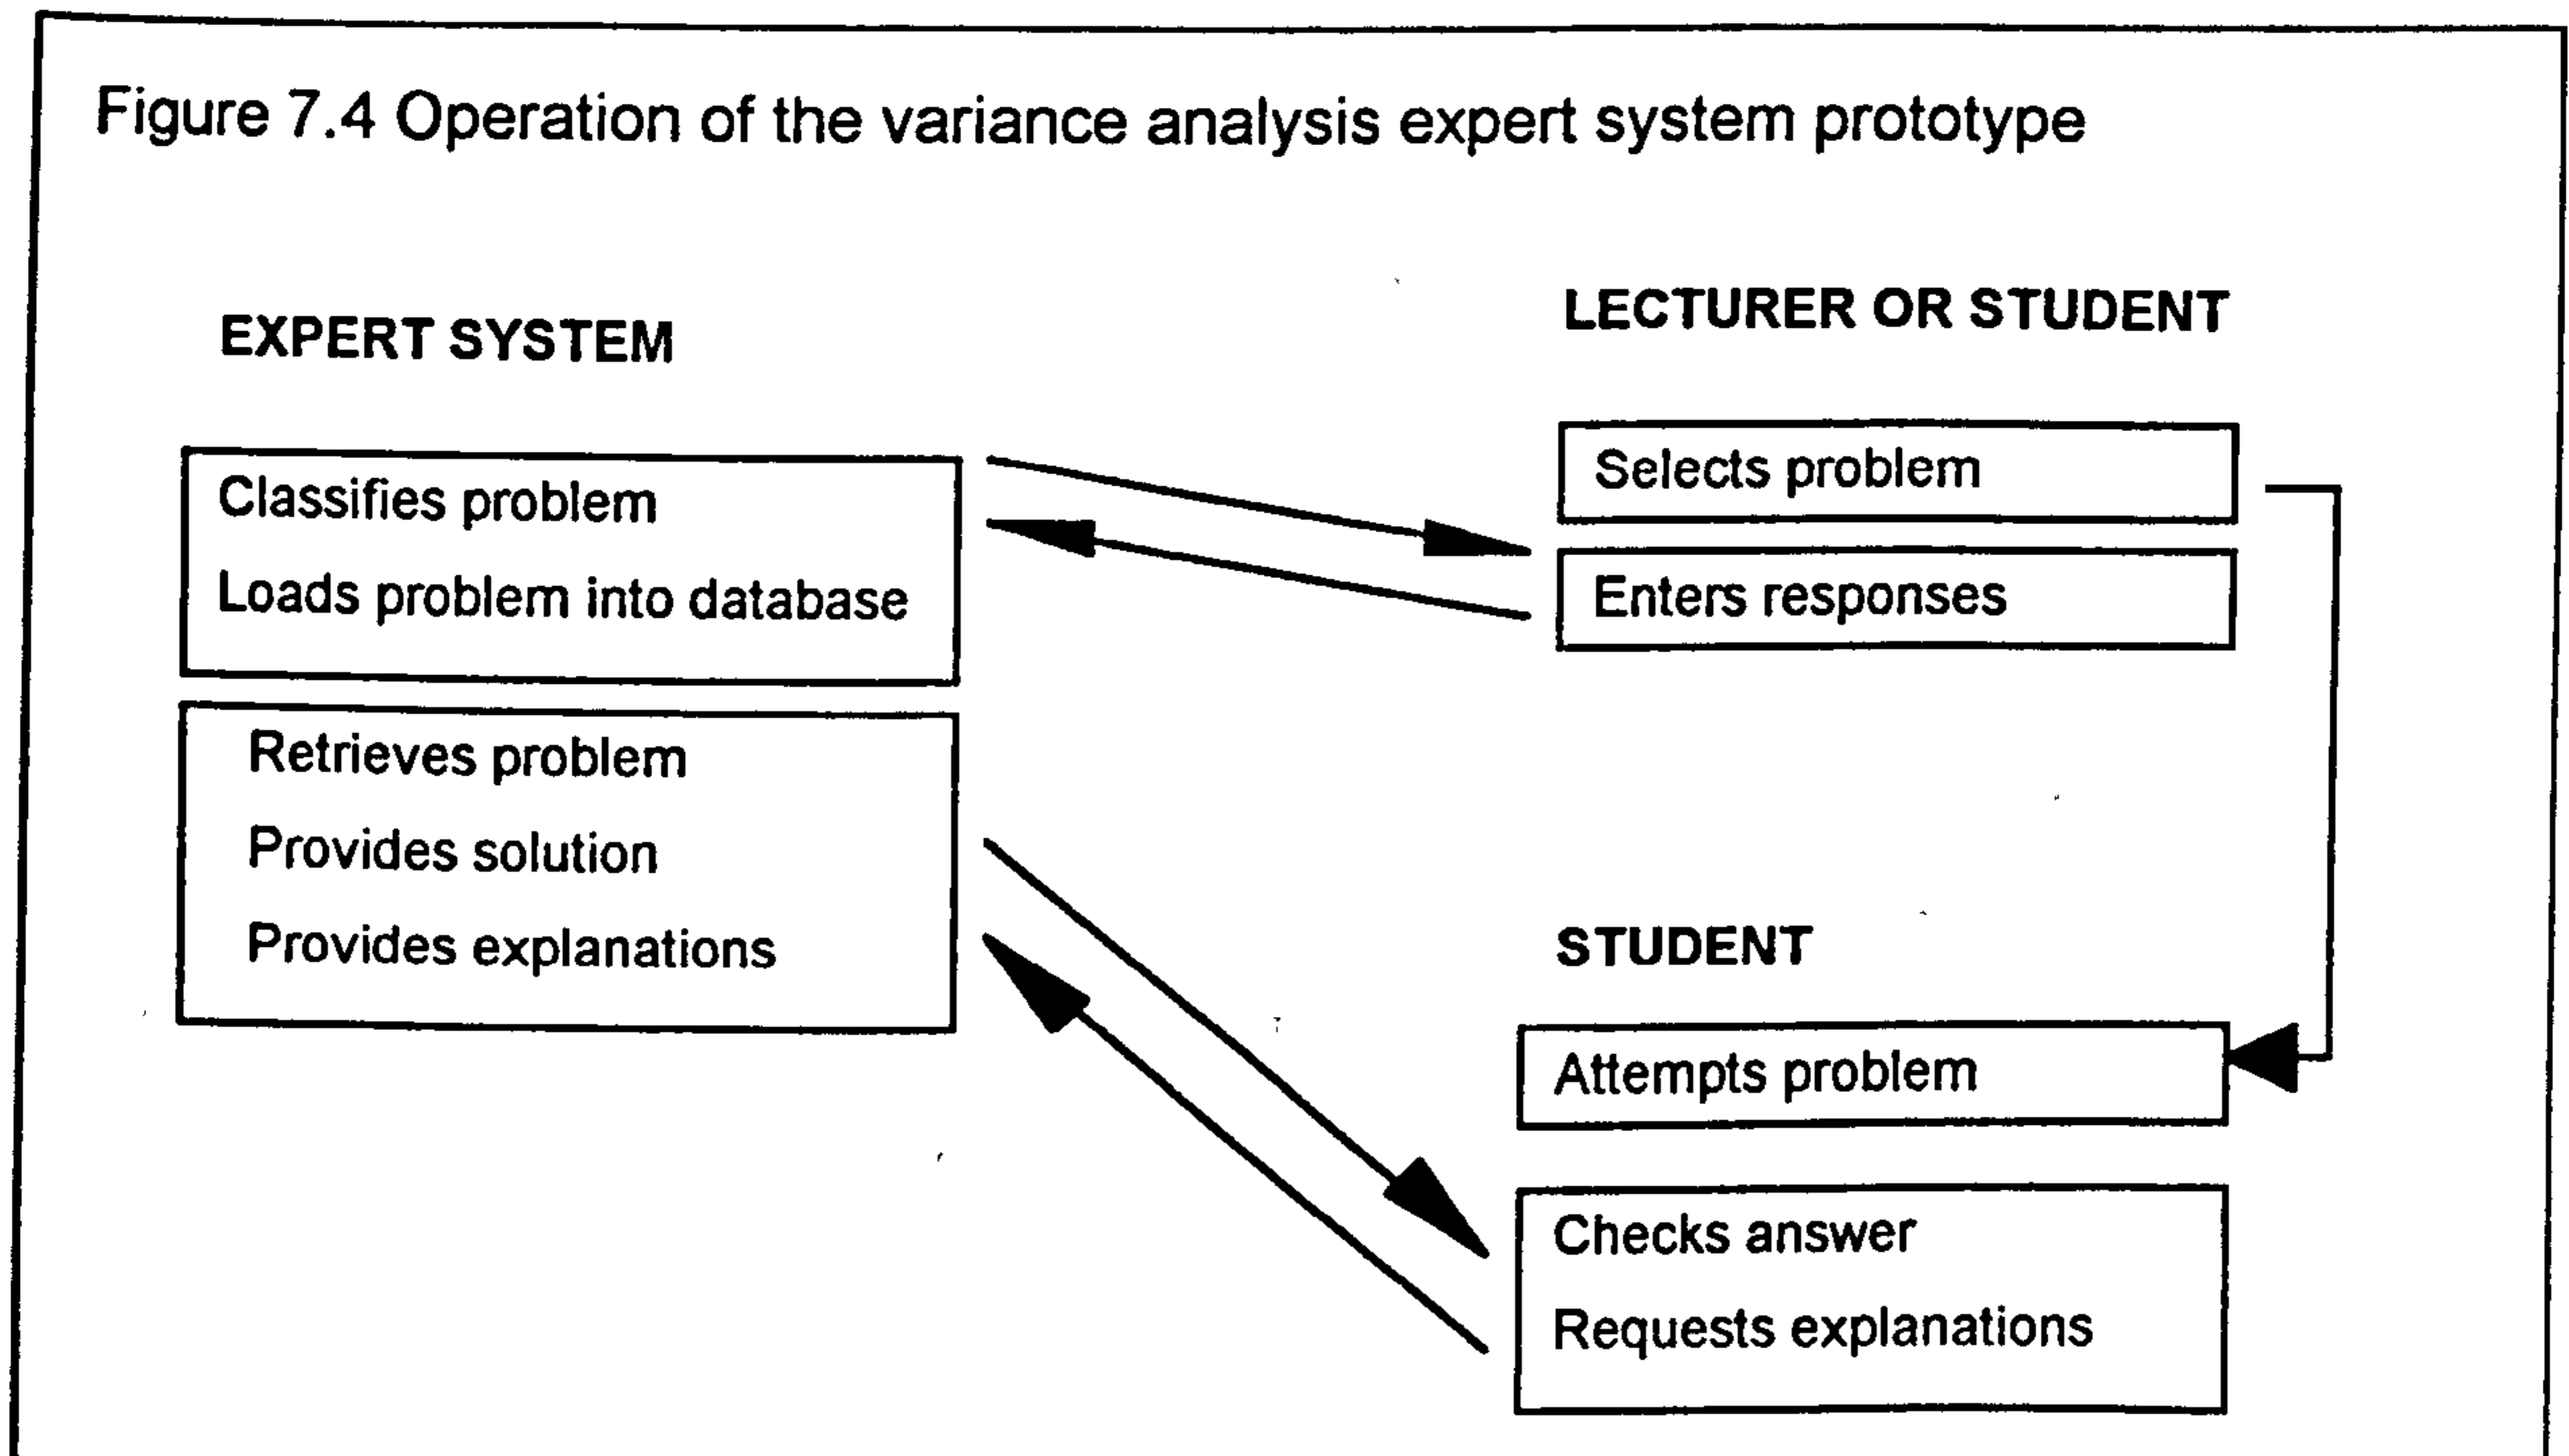 Figure 7.4 Operation of the variance analysis expert system prototype
EXPERT SYSTEM
Classifies problem
Loads problem into database
Retrieves problem
Provides solution
Provides explanations
LECTURER OR STUDENT
Selects problem
Enters responses
STUDENT
Attempts problem
Checks answer
Requests explanations